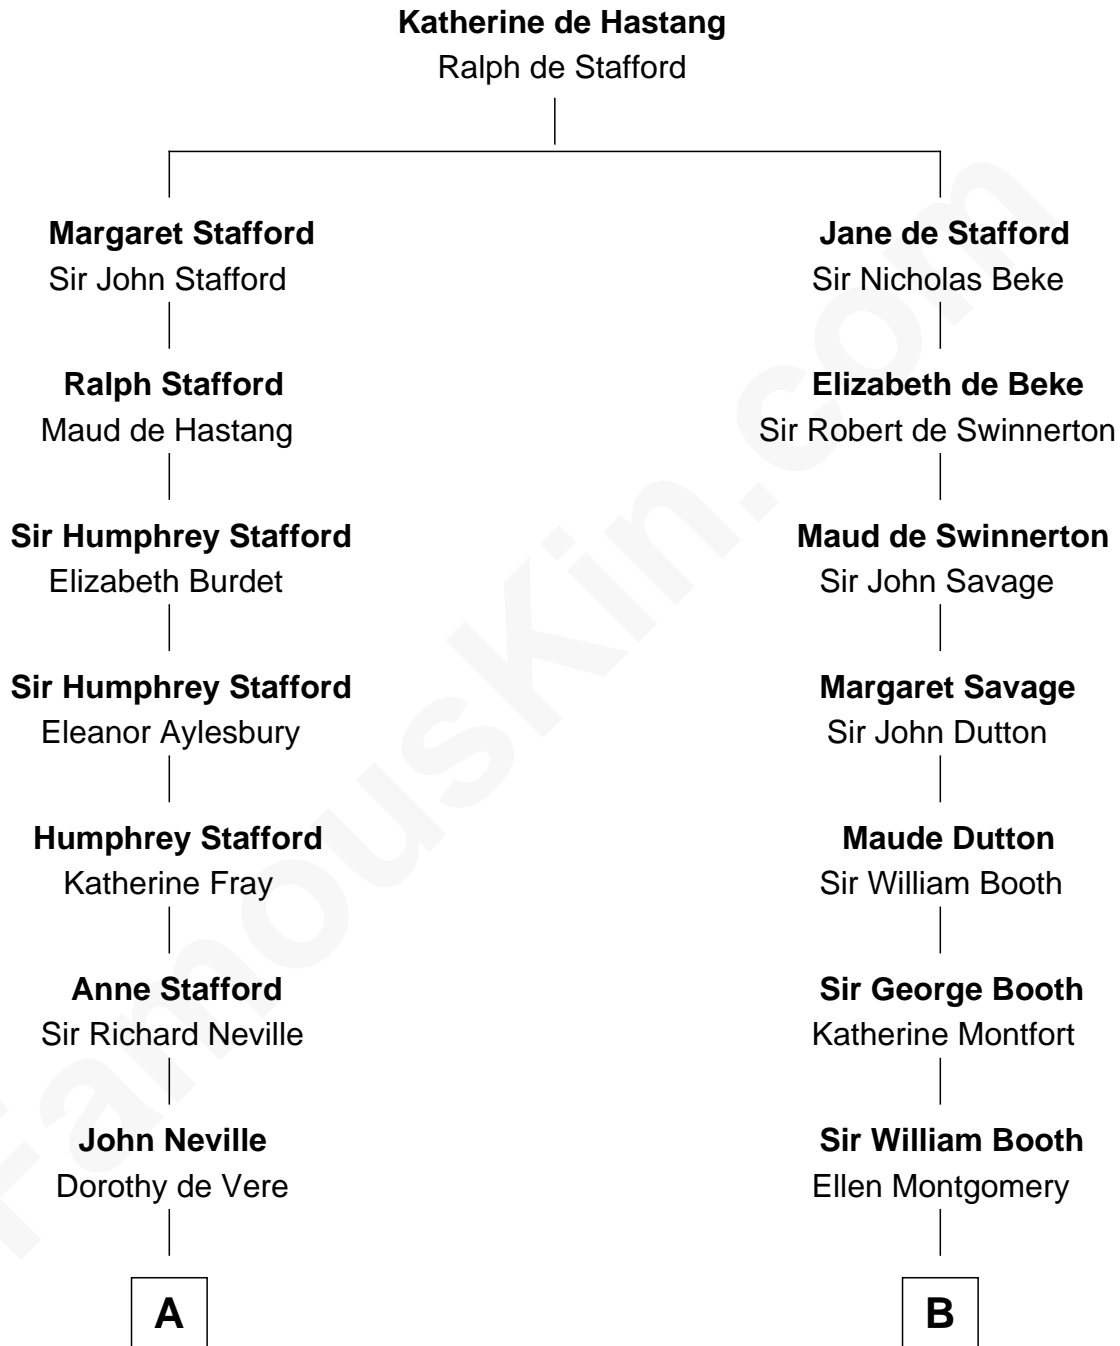 Katherine de Hastang
Ralph de Stafford
Margaret Stafford
Sir John Stafford
Jane de Stafford
Sir Nicholas Beke
Ralph Stafford
Maud de Hastang
Elizabeth de Beke
Sir Robert de Swinnerton
Sir Humphrey Stafford
Elizabeth Burdet
Maud de Swinnerton
Sir John Savage
Sir Humphrey Stafford
Eleanor Aylesbury
Margaret Savage
Sir John Dutton
Humphrey Stafford
Katherine Fray
Maude Dutton
Sir William Booth
Anne Stafford
Sir Richard Neville
Sir George Booth
Katherine Montfort
John Neville
Dorothy de Vere
Sir William Booth
Ellen Montgomery
A
B
FamousKin.com